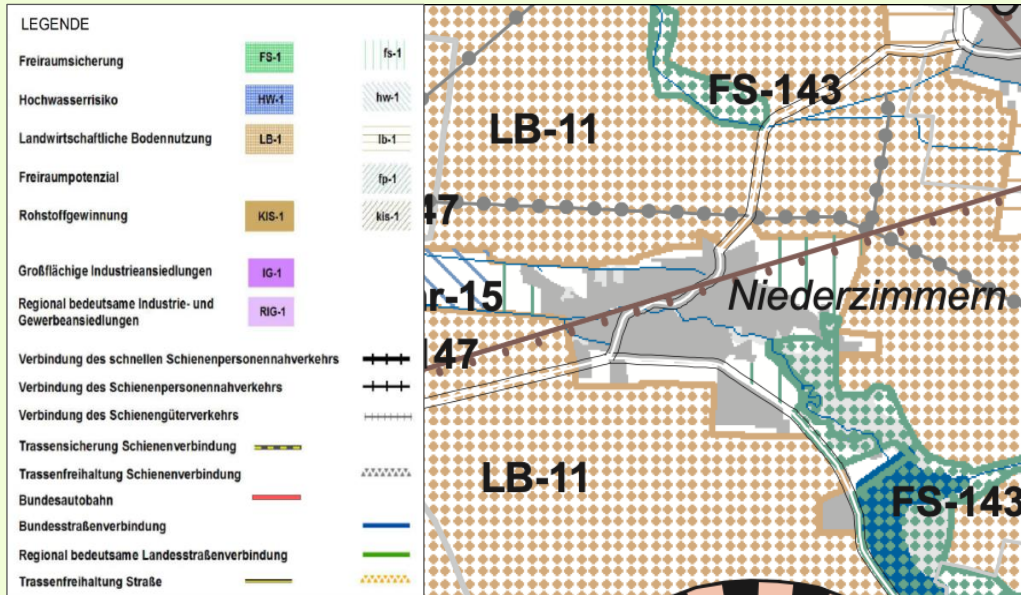 LEGENDE
Freiraumsicherung FS-1 fs-1
Hochwasserrisiko HW-1 hw-1
Landwirtschaftliche Bodennutzung LB-1 lb-1
Freiraumpotenzial fp-1
Rohstoffgewinnung KIS-1 kis-1
Großflächige Industrieansiedlungen IG-1
Regional bedeutsame Industrie- und
Gewerbeansiedlungen RIG-1
Verbindung des schnellen Schienenpersonennahverkehrs
Verbindung des Schienenpersonennahverkehrs
Verbindung des Schienengüterverkehrs
Trassensicherung Schienenverbindung
Trassenfreihaltung Schienenverbindung
Bundesautobahn
Bundesstraßenverbindung
Regional bedeutsame Landesstraßenverbindung
Trassenfreihaltung Straße
FS-143
LB-11
47
Niederzimmern
r-15
47
LB-11
FS-143